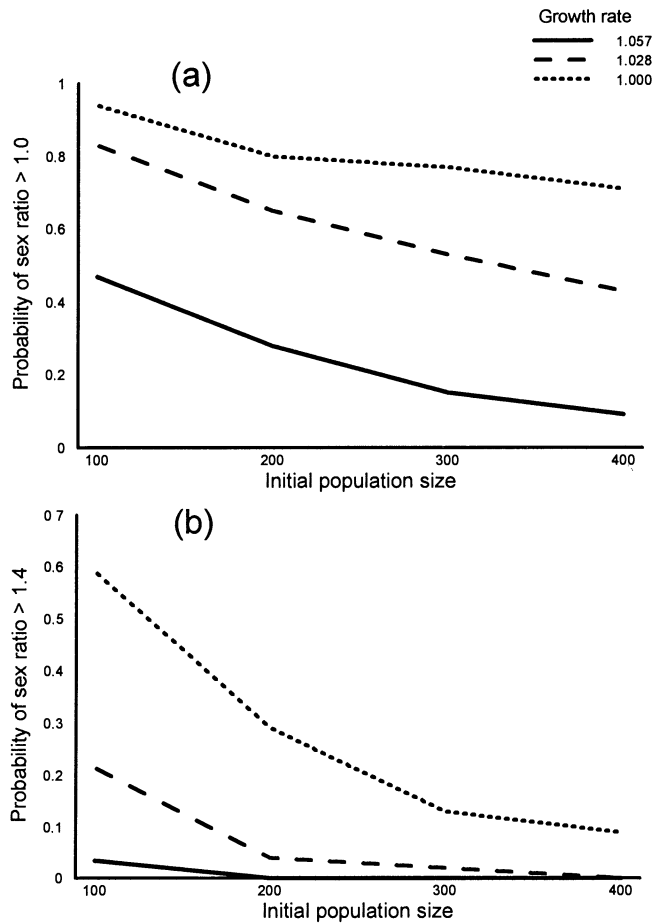 Growth rate
1.057
1.028
1.000
(a)
Probability of sex ratio > 1.0
1
0.8
0.6
0.4
0.2
0
100 200 300 400
Initial population size
(b)
Probability of sex ratio > 1.4
0 7
0.6
0.5
0.4
0.3
0.2
0.1
0
100 200 300 400
Initial population size